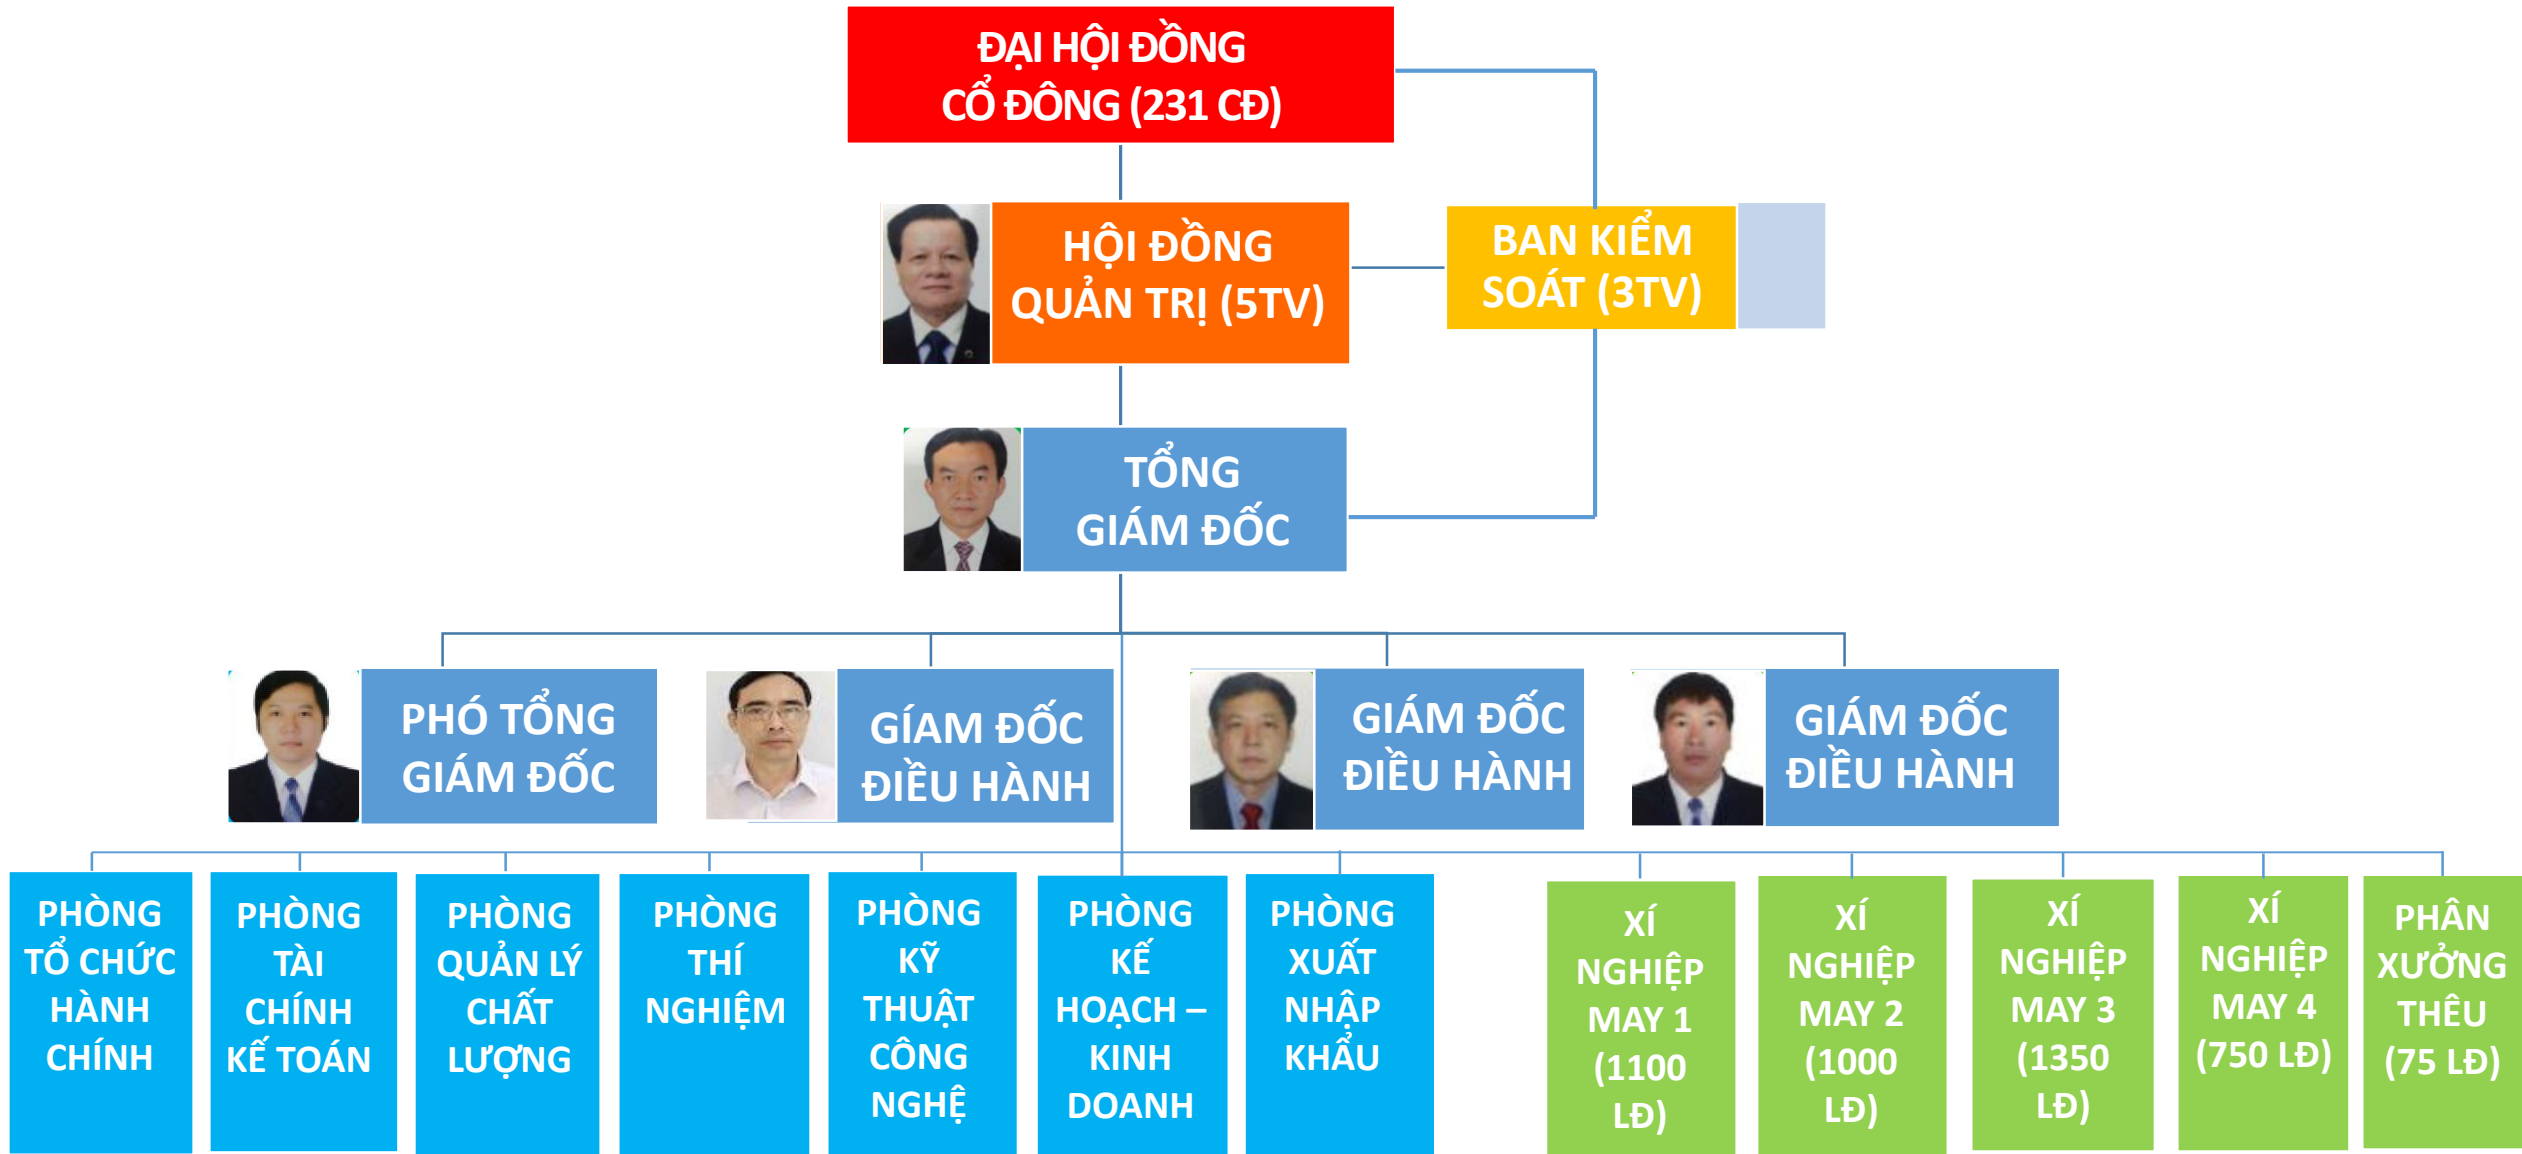 ĐẠI HỘI ĐỒNG
CỔ ĐÔNG (231 CĐ)
HỘI ĐỒNG
QUẢN TRỊ (5TV)
BAN KIỂM
SOÁT (3TV)
TỔNG
GIÁM ĐỐC
PHÓ TỔNG
GIÁM ĐỐC
GÍAM ĐỐC
ĐIỀU HÀNH
GIÁM ĐỐC
ĐIỀU HÀNH
GIÁM ĐỐC
ĐIỀU HÀNH
PHÒNG
TỔ CHỨC
HÀNH
CHÍNH
PHÒNG
TÀI
CHÍNH
KẾ TOÁN
PHÒNG
QUẢN LÝ
CHẤT
LƯỢNG
PHÒNG
THÍ
NGHIỆM
PHÒNG
KỸ
THUẬT
CÔNG
NGHỆ
PHÒNG
KẾ
HOẠCH –
KINH
DOANH
PHÒNG
XUẤT
NHẬP
KHẨU
XÍ
NGHIỆP
MAY 1
(1100
LĐ)
XÍ
NGHIỆP
MAY 2
(1000
LĐ)
XÍ
NGHIỆP
MAY 3
(1350
LĐ)
XÍ
NGHIỆP
MAY 4
(750 LĐ)
PHÂN
XƯỞNG
THÊU
(75 LĐ)